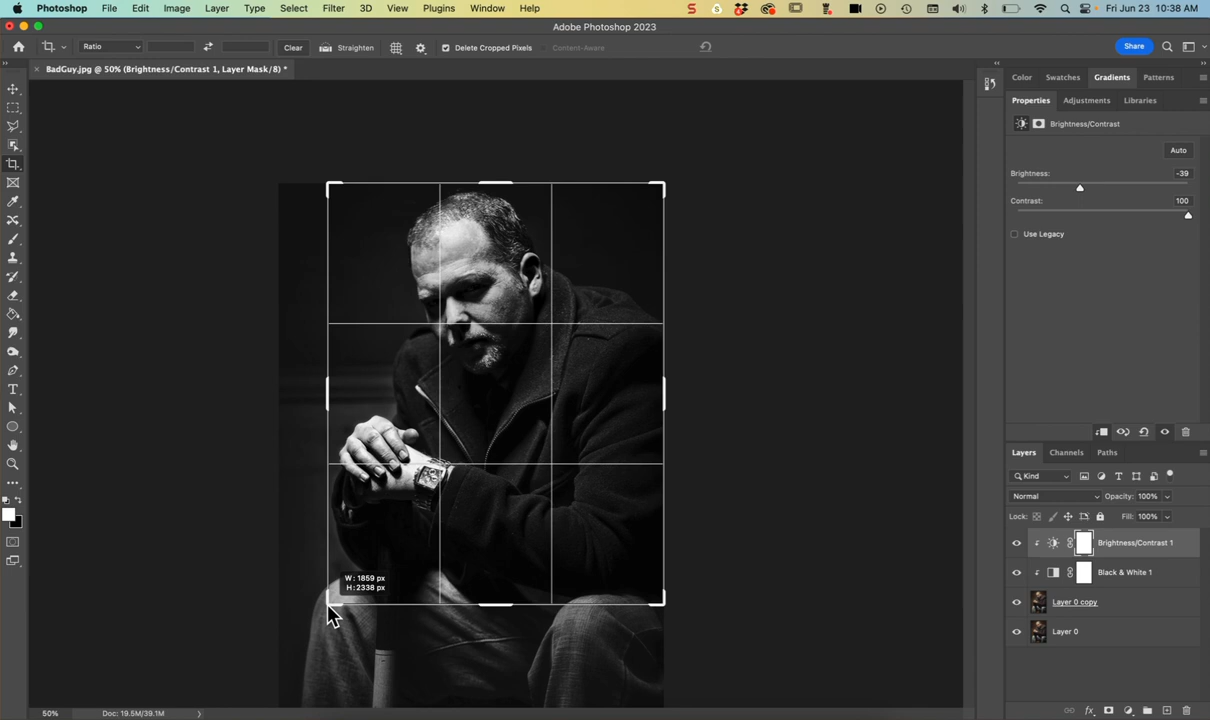 Photoshop File Edit Image Layer Type Select Filter 3D View Plugins Window Help Fri Jun 23 10:38 AM
Adobe Photoshop 2023
Ratio Clear Straighten Delete Cropped Pixels Content-Aware Share
BadGuy.jpg @ 50% (Brightness/Contrast 1, Layer Mask/8) *
Color Swatches Gradients Patterns
Properties Adjustments Libraries
Brightness/Contrast
Auto
Brightness: -39
Contrast: 100
Use Legacy
W: 1859 px
H: 2338 px
Layers Channels Paths
Kind
Normal Opacity: 100%
Lock: Fill: 100%
Brightness/Contrast 1
Black & White 1
Layer 0 copy
Layer 0
50% Doc: 19.5M/39.1M